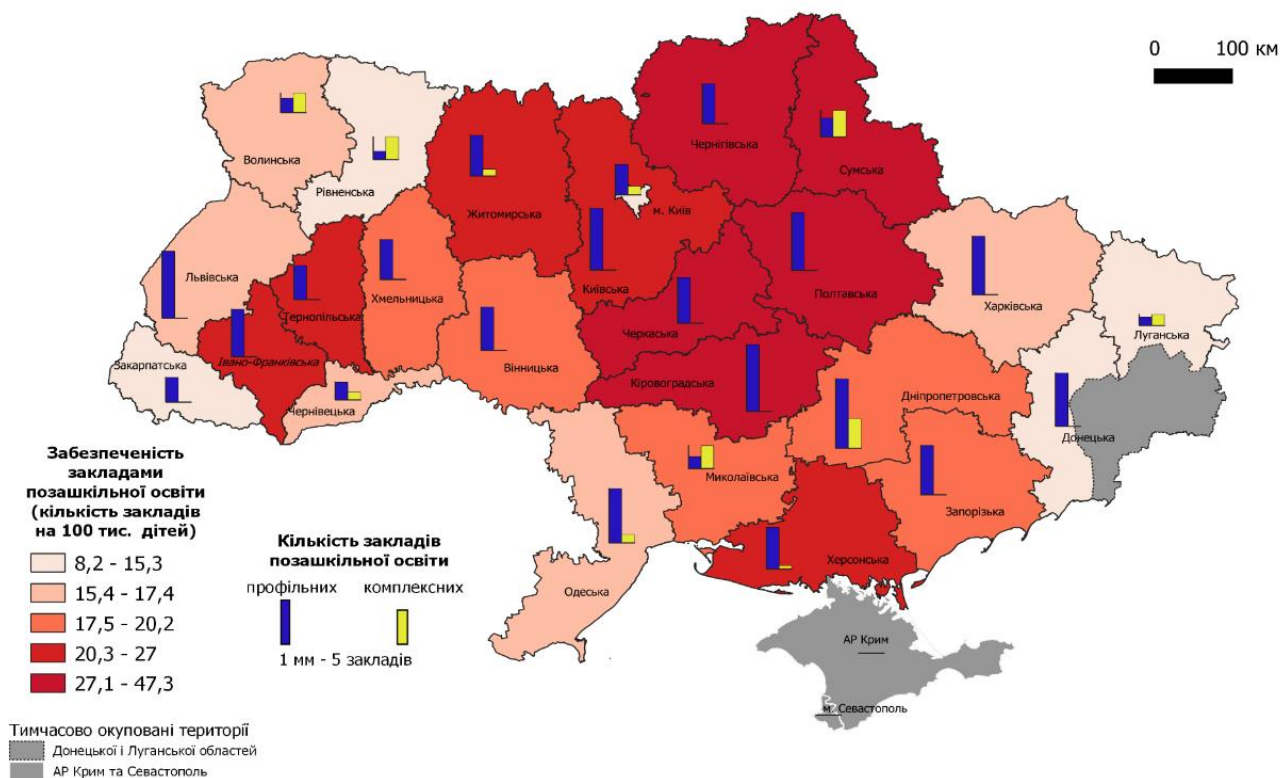 0 100 км
Чернігівська
Сумська
Волинська
Рівненська
Житомирська
м. Київ
Львівська
Хмельницька
Київська
Полтавська
Харківська
Луганська
Тернопільська
Черкаська
Івано-Франківська
Закарпатська
Вінницька
Кіровоградська
Дніпропетровська
Чернівецька
Донецька
Миколаївська
Запорізька
Херсонська
Одеська
АР Крим
м. Севастополь
Забезпеченість
закладами
позашкільної освіти
(кількість закладів
на 100 тис. дітей)
8,2 - 15,3
15,4 - 17,4
17,5 - 20,2
20,3 - 27
27,1 - 47,3
Кількість закладів
позашкільної освіти
профільних комплексних
1 мм - 5 закладів
Тимчасово окуповані території
Донецької і Луганської областей
АР Крим та Севастополь